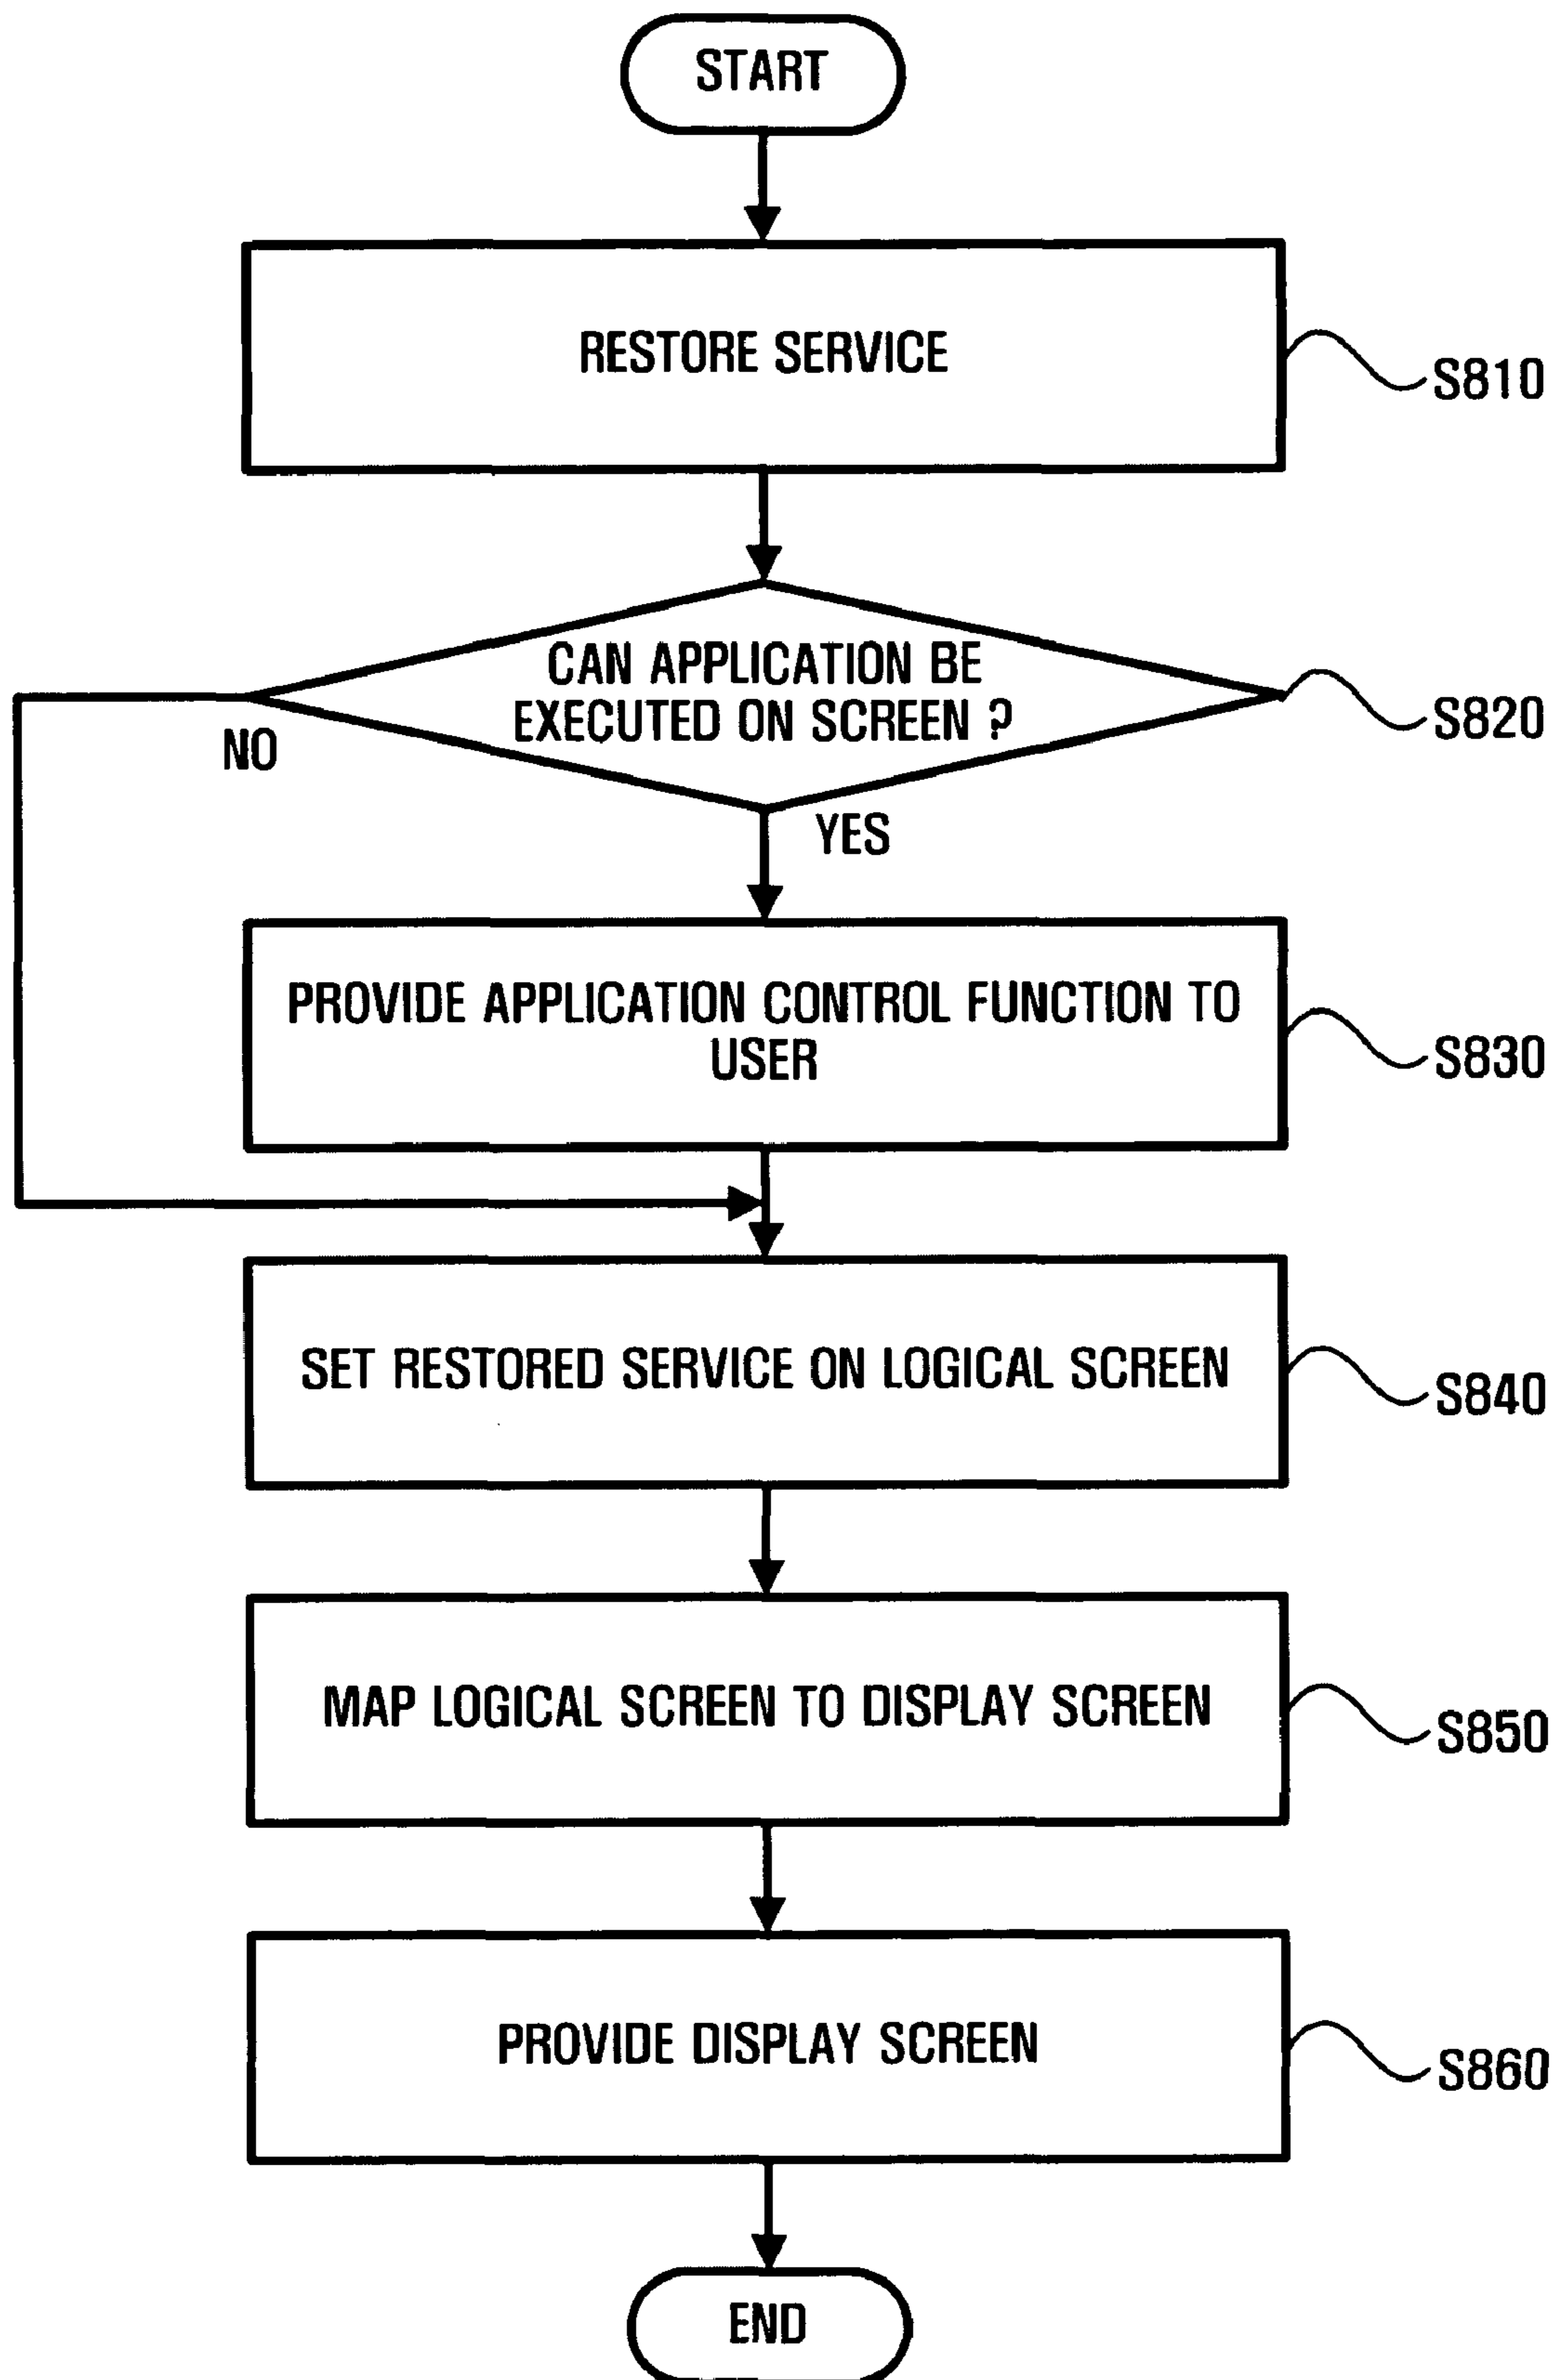 START
RESTORE SERVICE
S810
CAN APPLICATION BE
EXECUTED ON SCREEN ?
S820
NO
YES
PROVIDE APPLICATION CONTROL FUNCTION TO
USER
S830
SET RESTORED SERVICE ON LOGICAL SCREEN
S840
MAP LOGICAL SCREEN TO DISPLAY SCREEN
S850
PROVIDE DISPLAY SCREEN
S860
END